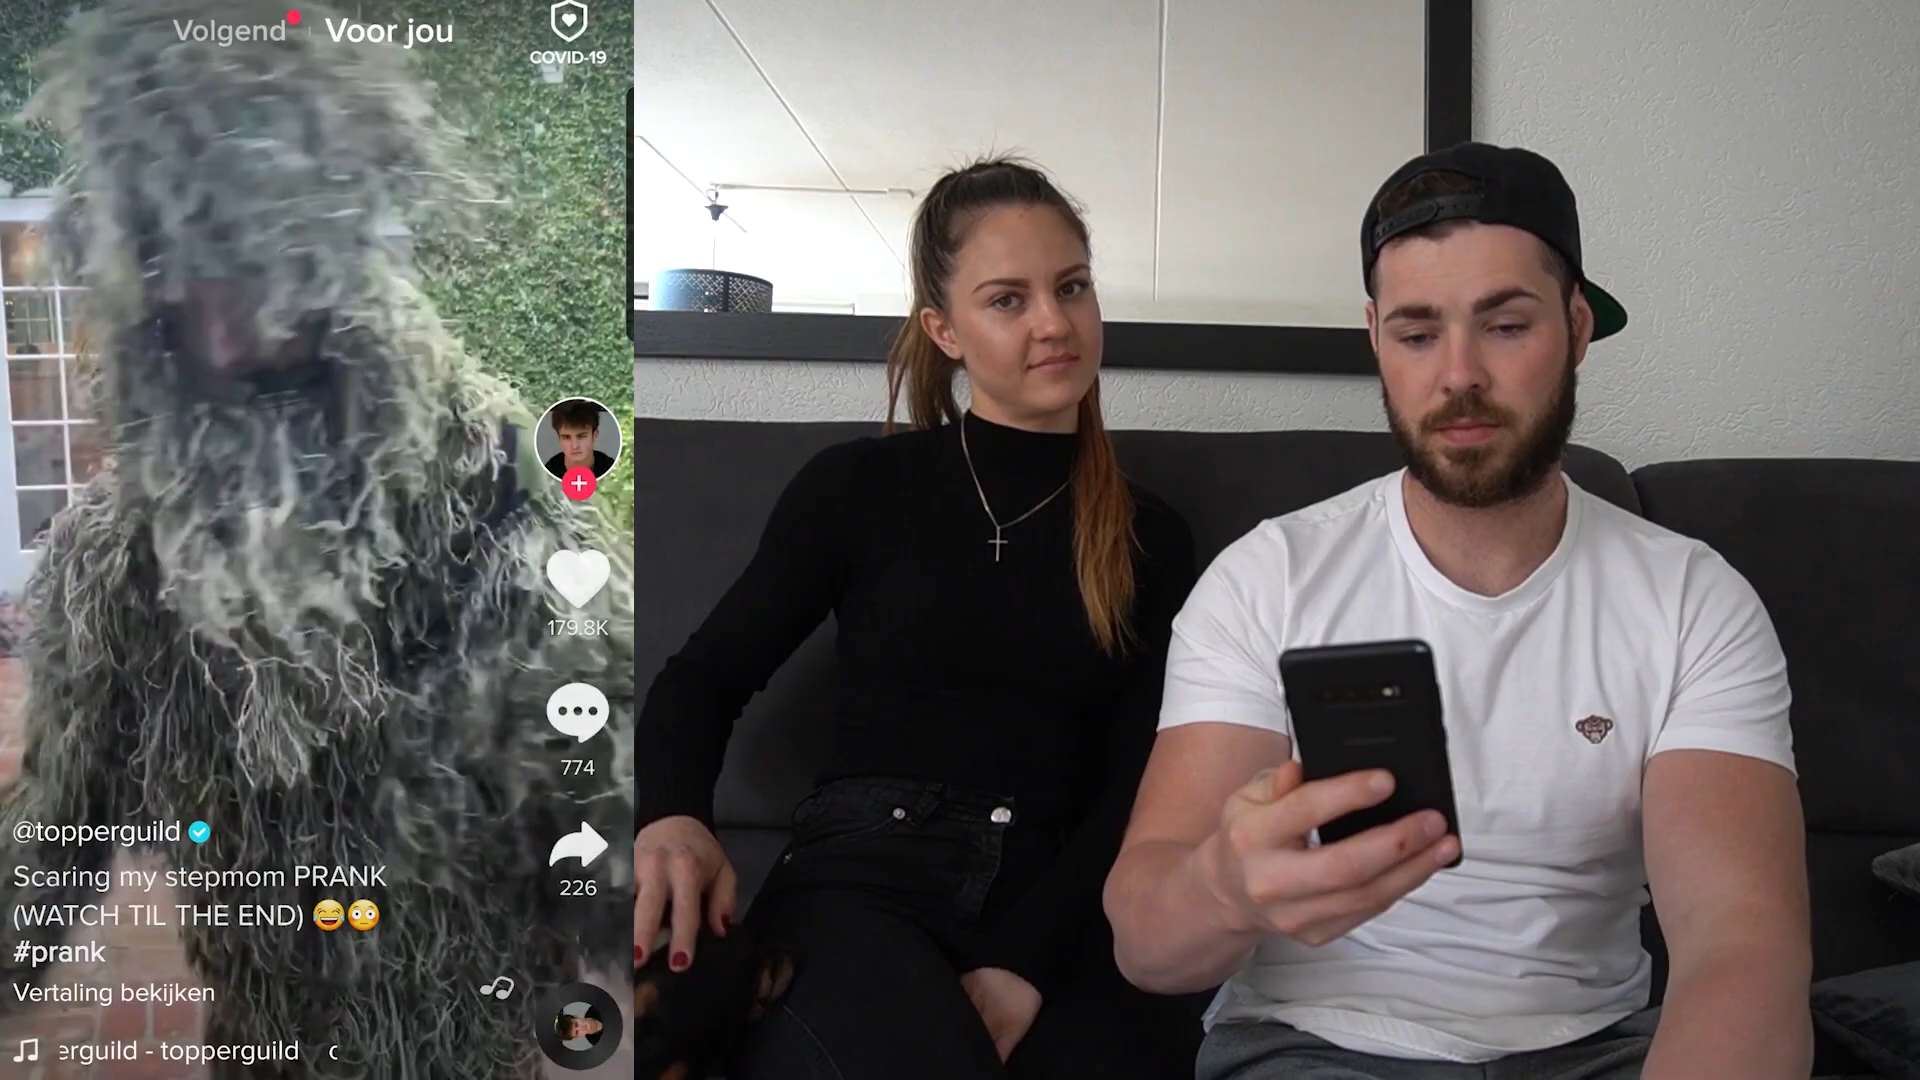 Volgend
Voor jou
COVID-19
179.8K
774
226
@topperguild
Scaring my stepmom PRANK
(WATCH TIL THE END) 😂😳
#prank
Vertaling bekijken
erguild - topperguild